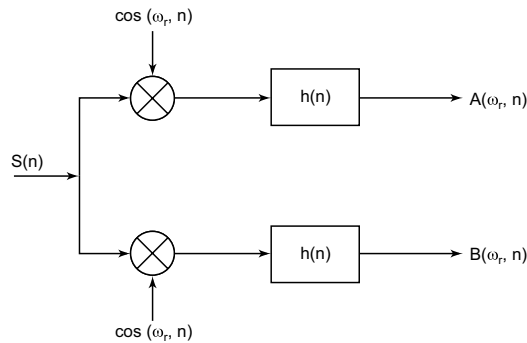 cos (ωr, n)
h(n)
A(ωr, n)
S(n)
h(n)
B(ωr, n)
cos (ωr, n)